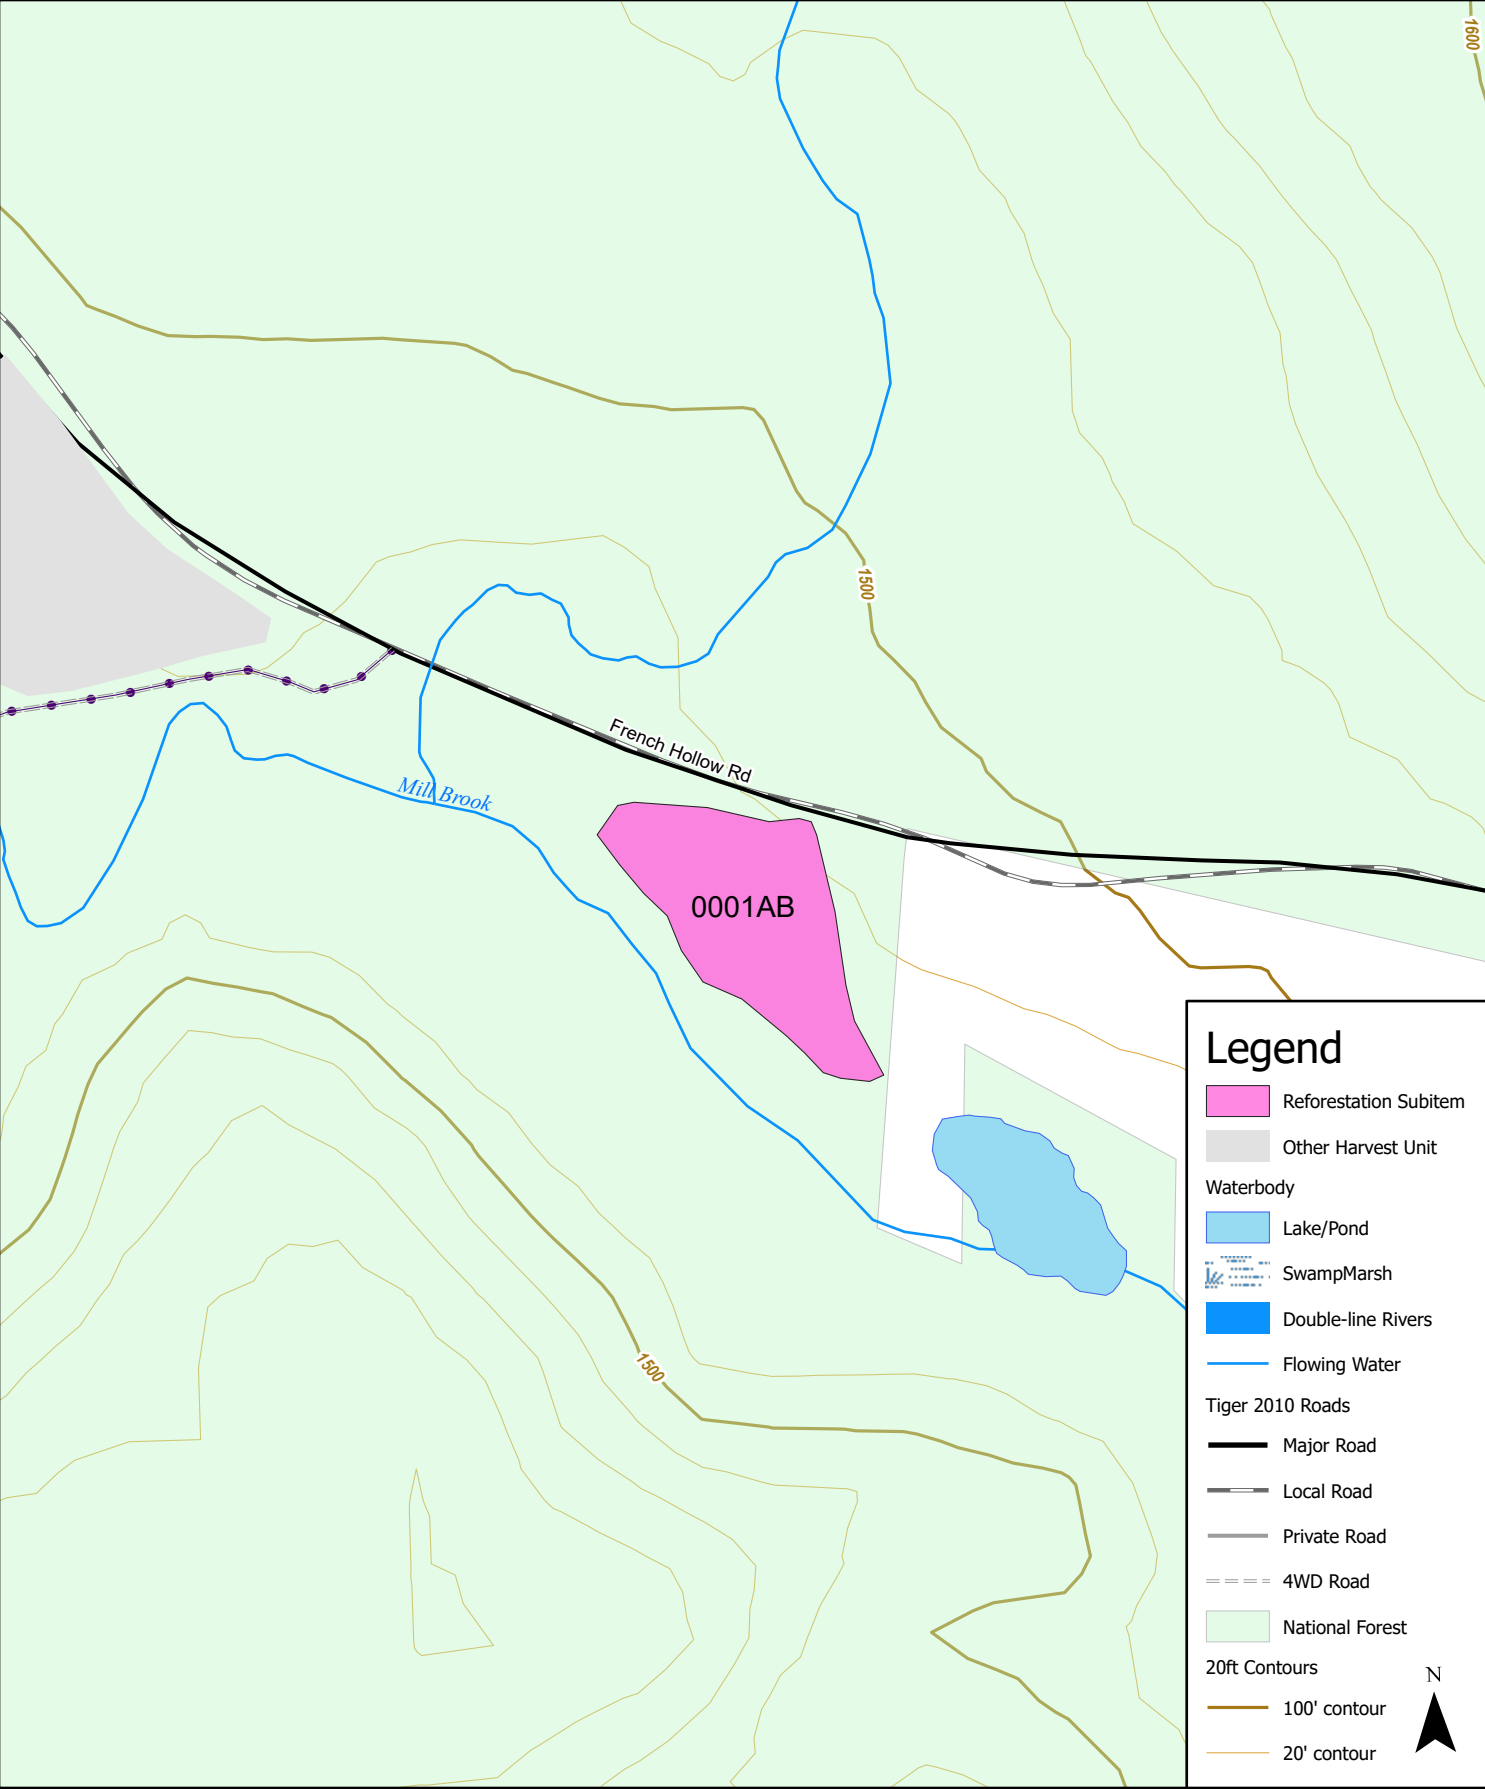 1600
1500
French Hollow Rd
Mill Brook
0001AB
1500
Legend
Reforestation Subitem
Other Harvest Unit
Waterbody
Lake/Pond
SwampMarsh
Double-line Rivers
Flowing Water
Tiger 2010 Roads
Major Road
Local Road
Private Road
4WD Road
National Forest
20ft Contours
N
100' contour
20' contour